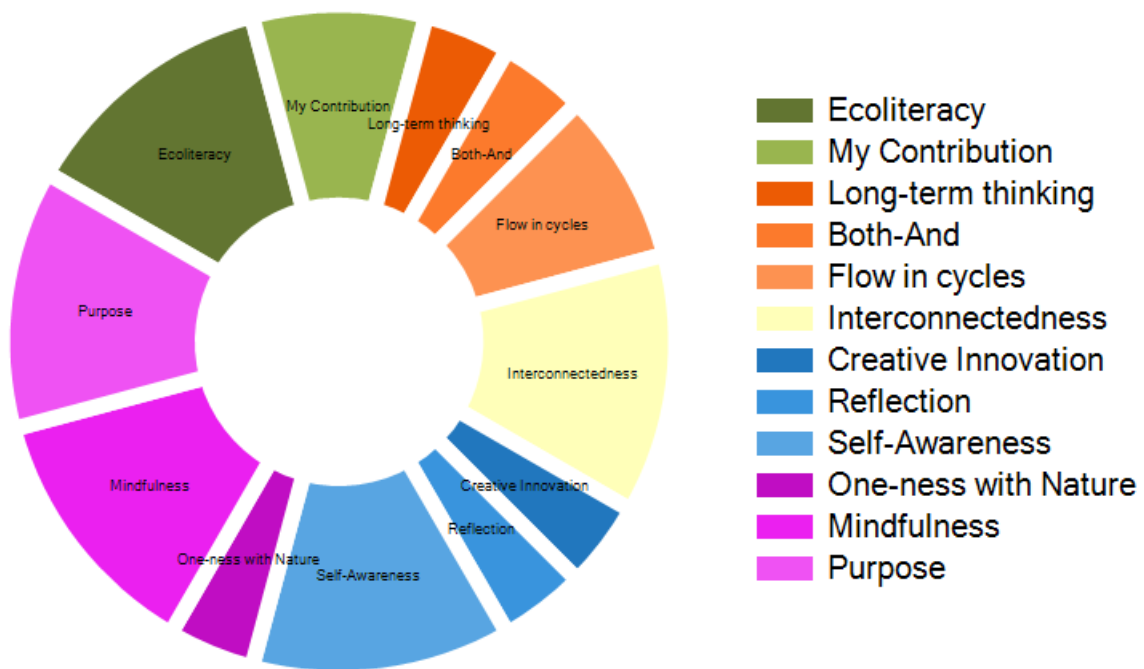 My Contribution
Long-term thinking
Both-And
Ecoliteracy
Flow in cycles
Purpose
Interconnectedness
Mindfulness
Creative Innovation
Reflection
One-ness with Nature
Self-Awareness
Ecoliteracy
My Contribution
Long-term thinking
Both-And
Flow in cycles
Interconnectedness
Creative Innovation
Reflection
Self-Awareness
One-ness with Nature
Mindfulness
Purpose